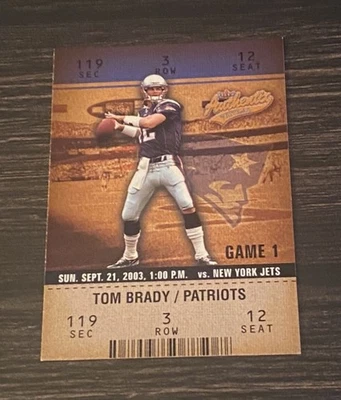 119 3 12
SEC ROW SEAT
Authentix
12
GAME 1
SUN. SEPT. 21, 2003, 1:00 P.M. vs. NEW YORK JETS
TOM BRADY / PATRIOTS
119 3 12
SEC ROW SEAT